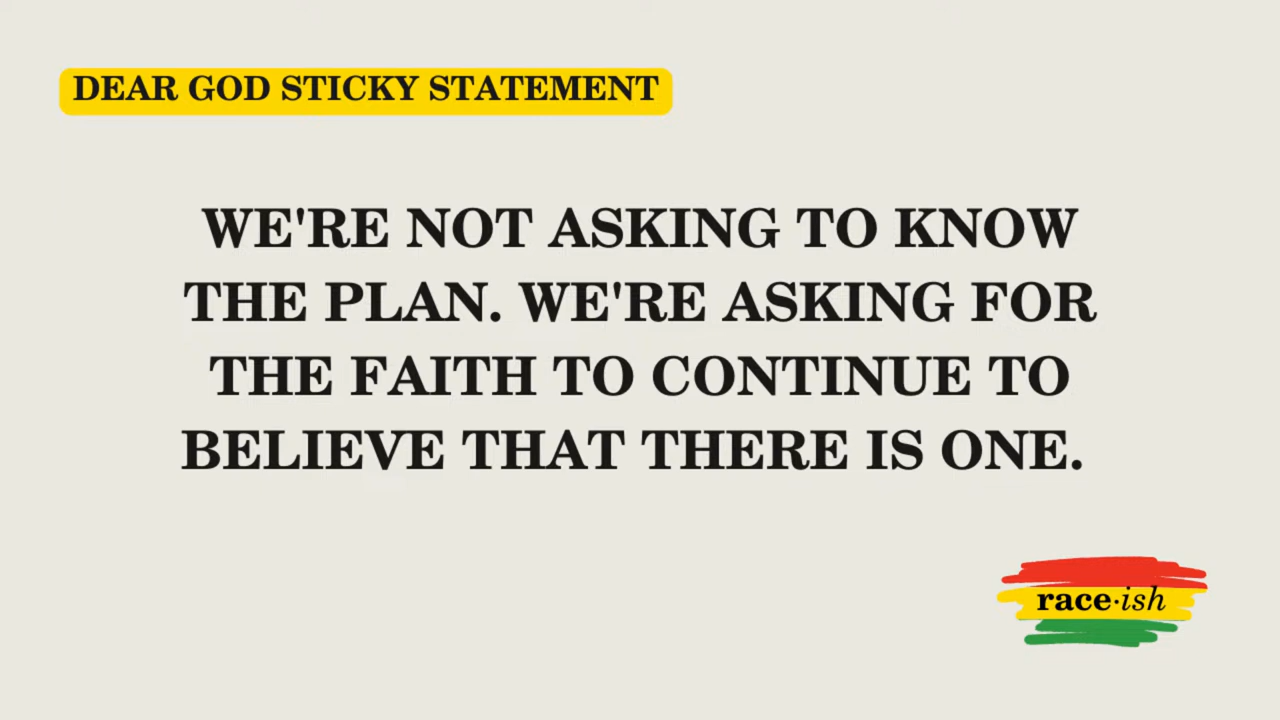 DEAR GOD STICKY STATEMENT
WE'RE NOT ASKING TO KNOW
THE PLAN. WE'RE ASKING FOR
THE FAITH TO CONTINUE TO
BELIEVE THAT THERE IS ONE.
race·ish